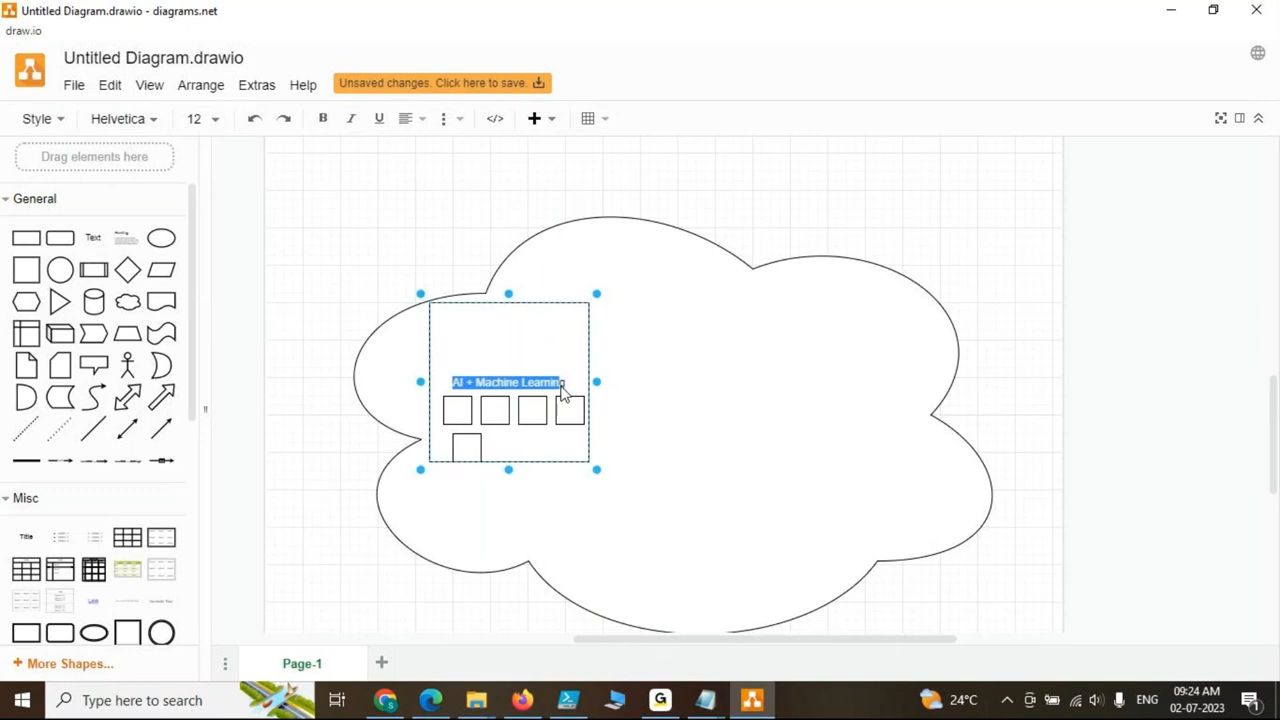 Untitled Diagram.drawio - diagrams.net
draw.io
Untitled Diagram.drawio
File Edit View Arrange Extras Help Unsaved changes. Click here to save.
Style Helvetica 12 B I U </>
Drag elements here
General
Text
AI + Machine Learning
Misc
Title
+ More Shapes...
Page-1
Type here to search
24°C
ENG
09:24 AM
02-07-2023